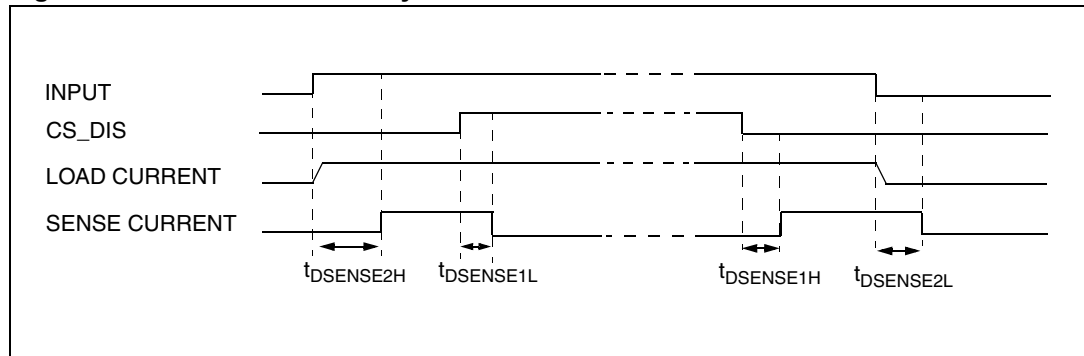 INPUT
CS_DIS
LOAD CURRENT
SENSE CURRENT
tDSENSE2H
tDSENSE1L
tDSENSE1H
tDSENSE2L